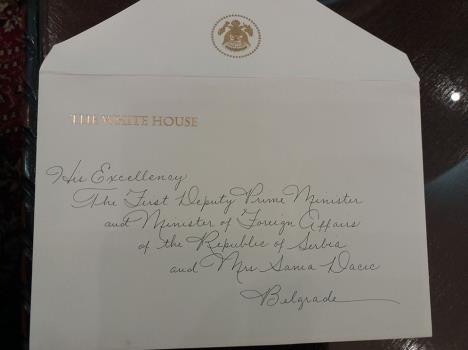 THE WHITE HOUSE
His Excellency
The First Deputy Prime Minister
and Minister of Foreign Affairs
of the Republic of Serbia
and Mrs Sania Dacic
Belgrade